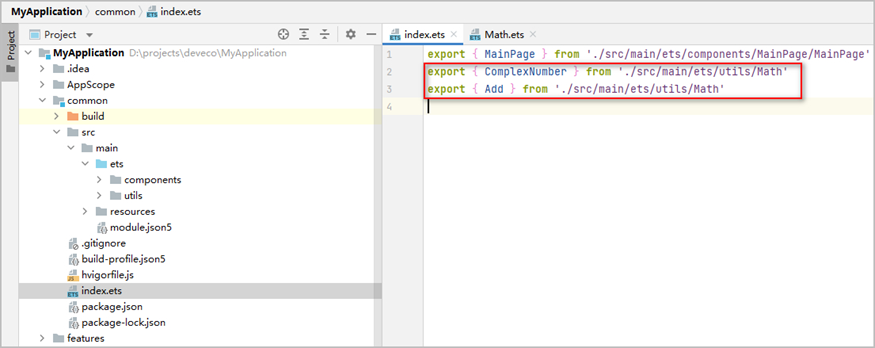 MyApplication common index.ets
Project
Project
index.ets
Math.ets
MyApplication D:\projects\deveco\MyApplication
.idea
AppScope
common
build
src
main
ets
components
utils
resources
module.json5
.gitignore
build-profile.json5
hvigorfile.js
index.ets
package.json
package-lock.json
features
1 export { MainPage } from './src/main/ets/components/MainPage/MainPage'
2 export { ComplexNumber } from './src/main/ets/utils/Math'
3 export { Add } from './src/main/ets/utils/Math'
4